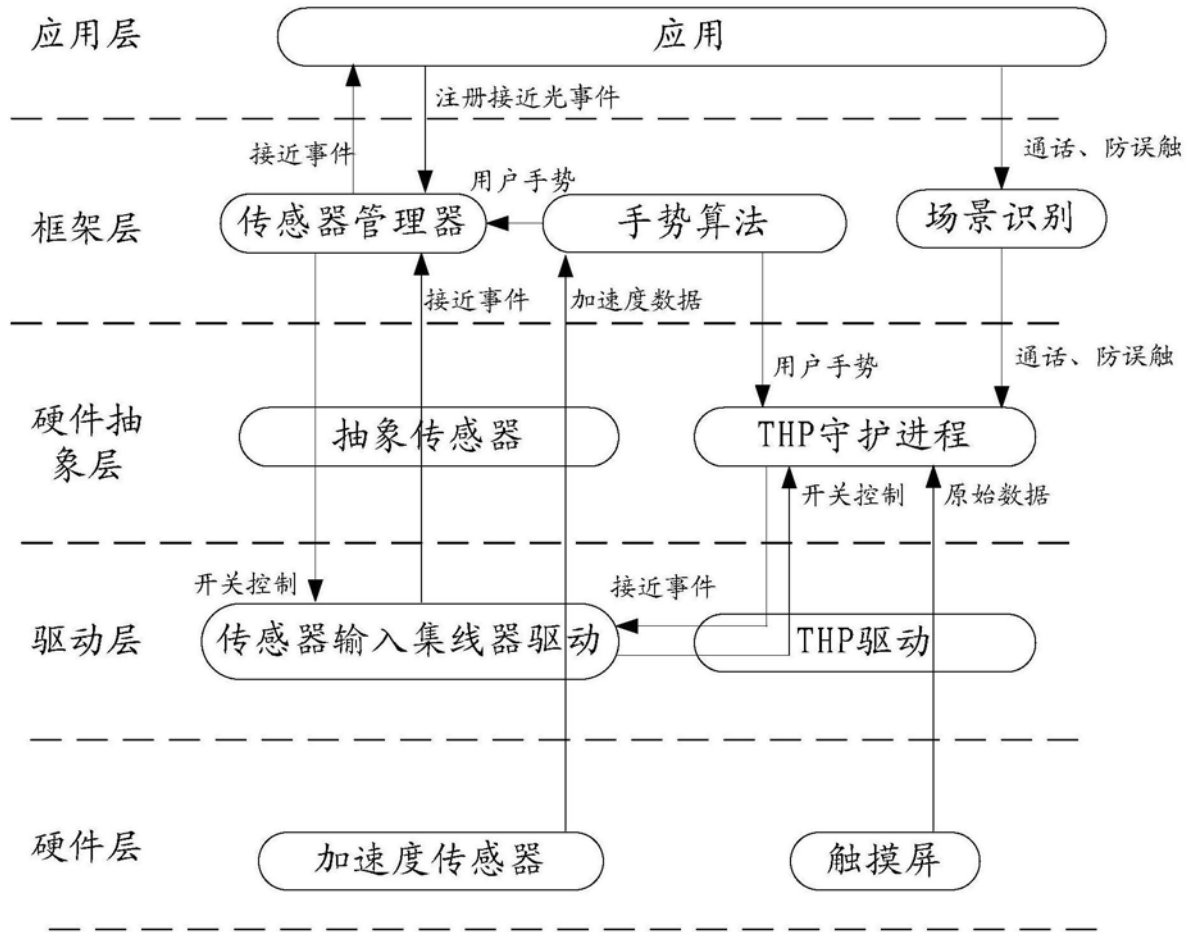 应用层
应用
注册接近光事件
接近事件
通话、防误触
用户手势
框架层
传感器管理器
手势算法
场景识别
接近事件
加速度数据
通话、防误触
用户手势
硬件抽
象层
抽象传感器
THP守护进程
开关控制
原始数据
开关控制
接近事件
驱动层
传感器输入集线器驱动
THP驱动
硬件层
加速度传感器
触摸屏